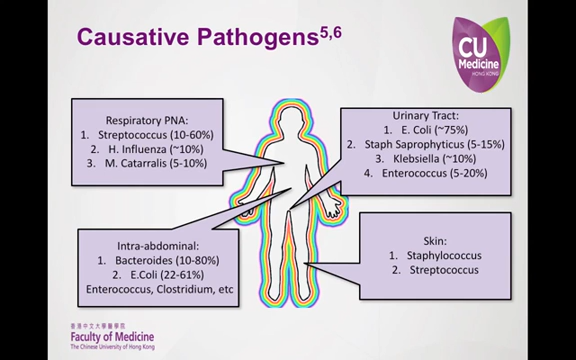 Causative Pathogens5,6
CU
Medicine
HONG KONG
Respiratory PNA:
1. Streptococcus (10-60%)
2. H. Influenza (~10%)
3. M. Catarralis (5-10%)
Urinary Tract:
1. E. Coli (~75%)
2. Staph Saprophyticus (5-15%)
3. Klebsiella (~10%)
4. Enterococcus (5-20%)
Intra-abdominal:
1. Bacteroides (10-80%)
2. E.Coli (22-61%)
Enterococcus, Clostridium, etc
Skin:
1. Staphylococcus
2. Streptococcus
香港中文大學醫學院
Faculty of Medicine
The Chinese University of Hong Kong